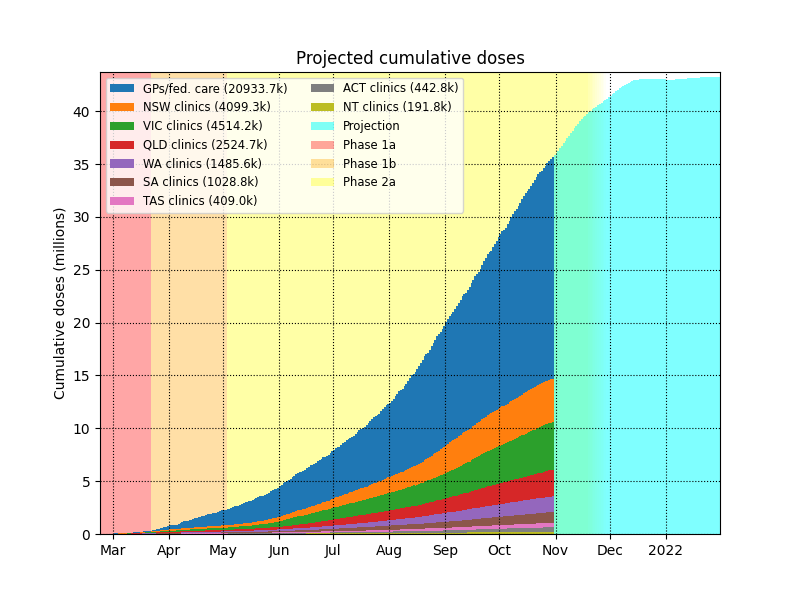 Projected cumulative doses
Cumulative doses (millions)
40
35
30
25
20
15
10
5
0
GPs/fed. care (20933.7k)
NSW clinics (4099.3k)
VIC clinics (4514.2k)
QLD clinics (2524.7k)
WA clinics (1485.6k)
SA clinics (1028.8k)
TAS clinics (409.0k)
ACT clinics (442.8k)
NT clinics (191.8k)
Projection
Phase 1a
Phase 1b
Phase 2a
Mar Apr May Jun Jul Aug Sep Oct Nov Dec 2022